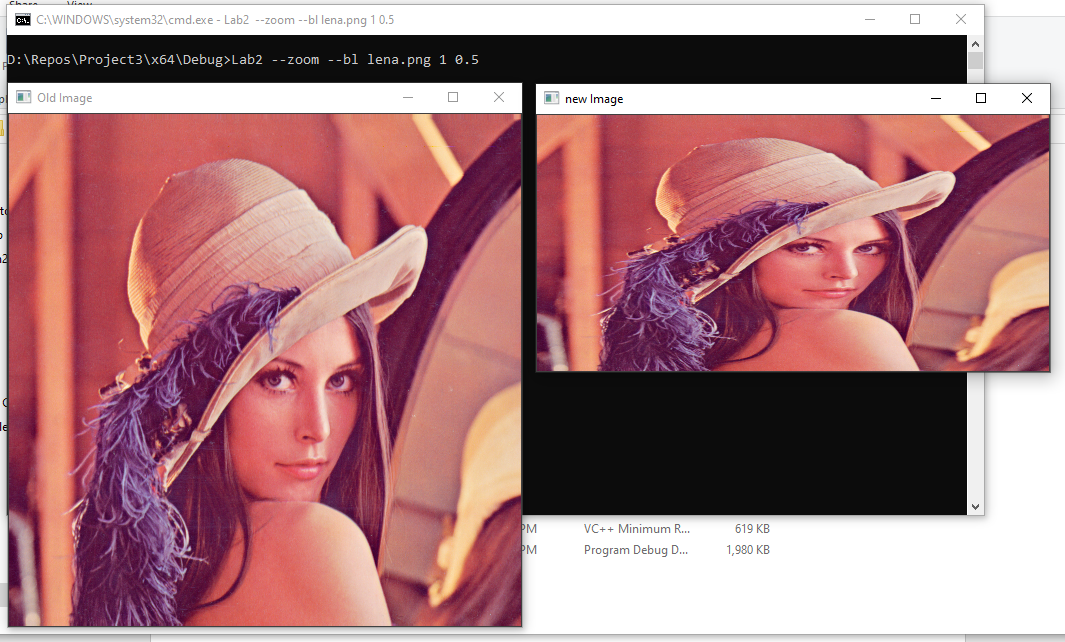 Share View
C:\WINDOWS\system32\cmd.exe - Lab2 --zoom --bl lena.png 1 0.5
D:\Repos\Project3\x64\Debug>Lab2 --zoom --bl lena.png 1 0.5
Old Image
new Image
PM VC++ Minimum R... 619 KB
PM Program Debug D... 1,980 KB